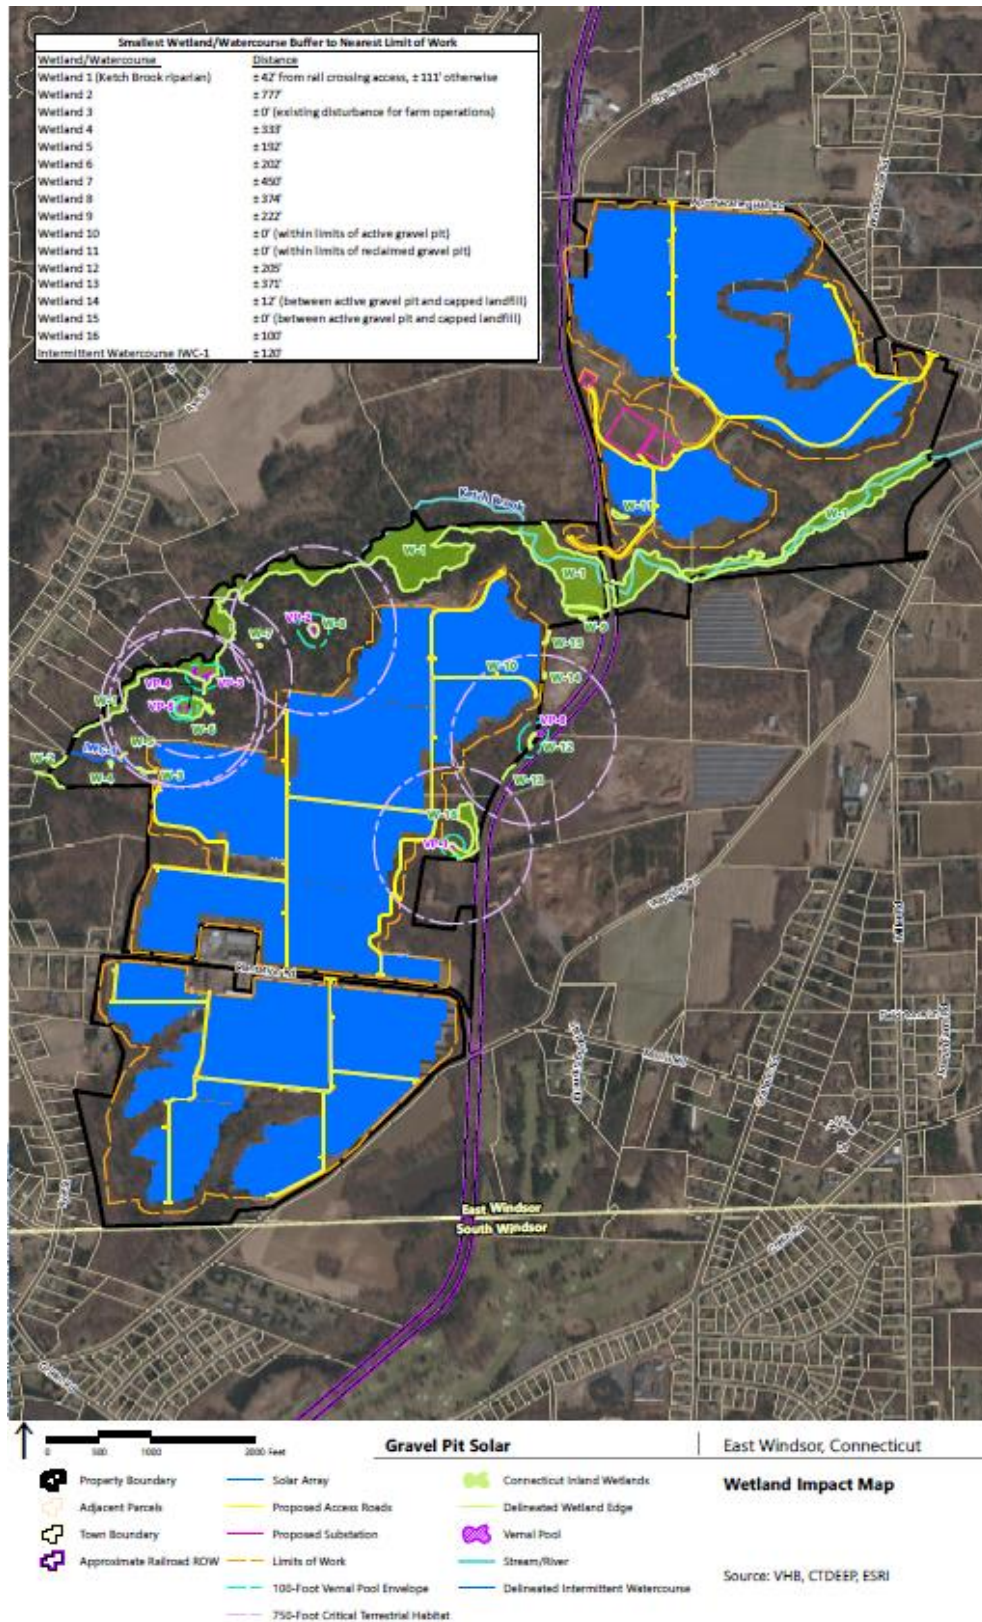 Smallest Wetland/Watercourse Buffer to Nearest Limit of Work
Wetland/Watercourse Distance
Wetland 1 (Ketch Brook riparian) ± 42' from rail crossing access, ± 111' otherwise
Wetland 2 ± 777'
Wetland 3 ± 0' (existing disturbance for farm operations)
Wetland 4 ± 333'
Wetland 5 ± 192'
Wetland 6 ± 202'
Wetland 7 ± 450'
Wetland 8 ± 374'
Wetland 9 ± 222'
Wetland 10 ± 0' (within limits of active gravel pit)
Wetland 11 ± 0' (within limits of reclaimed gravel pit)
Wetland 12 ± 205'
Wetland 13 ± 371'
Wetland 14 ± 12' (between active gravel pit and capped landfill)
Wetland 15 ± 0' (between active gravel pit and capped landfill)
Wetland 16 ± 100'
Intermittent Watercourse IWC-1 ± 120'
Ketch Brook
W-11
W-1
W-1
W-1
W-9
VP-2
W-8
W-7
W-15
W-10
W-14
VP-4
VP-3
W-1
VP-5
W-6
VP-8
W-5
W-12
W-2
IWC-1
W-4
W-3
W-13
W-16
VP-1
East Windsor
South Windsor
0 500 1000 2000 Feet
Gravel Pit Solar
East Windsor, Connecticut
Property Boundary
Solar Array
Connecticut Inland Wetlands
Wetland Impact Map
Adjacent Parcels
Proposed Access Roads
Delineated Wetland Edge
Town Boundary
Proposed Substation
Vernal Pool
Approximate Railroad ROW
Limits of Work
Stream/River
Source: VHB, CTDEEP, ESRI
100-Foot Vernal Pool Envelope
Delineated Intermittent Watercourse
750-Foot Critical Terrestrial Habitat